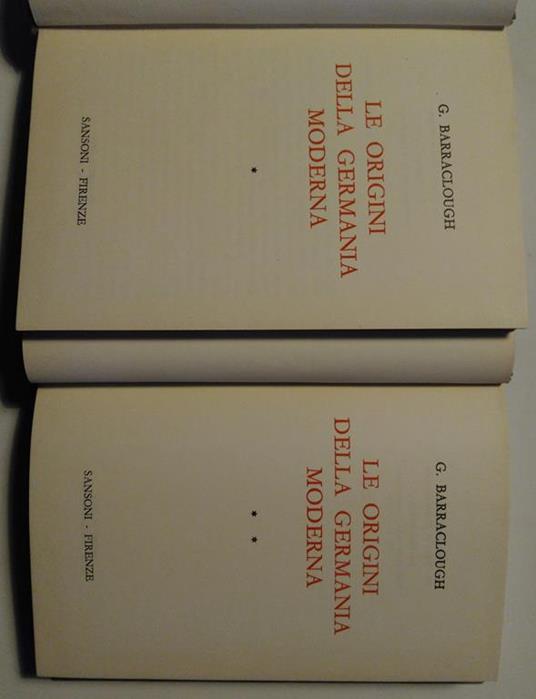 G. BARRACLOUGH
LE ORIGINI
DELLA GERMANIA
MODERNA
*
SANSONI - FIRENZE
G. BARRACLOUGH
LE ORIGINI
DELLA GERMANIA
MODERNA
* *
SANSONI - FIRENZE